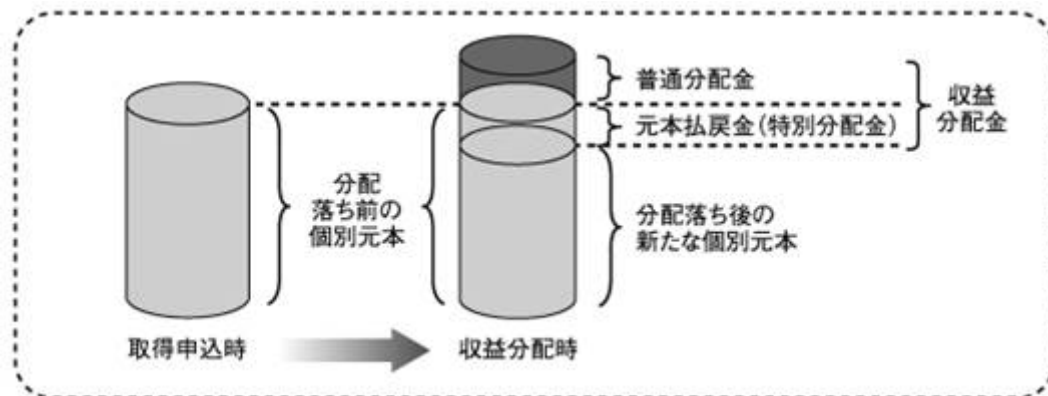 普通分配金
元本払戻金(特別分配金)
収益
分配金
分配
落ち前の
個別元本
分配落ち後の
新たな個別元本
取得申込時
収益分配時